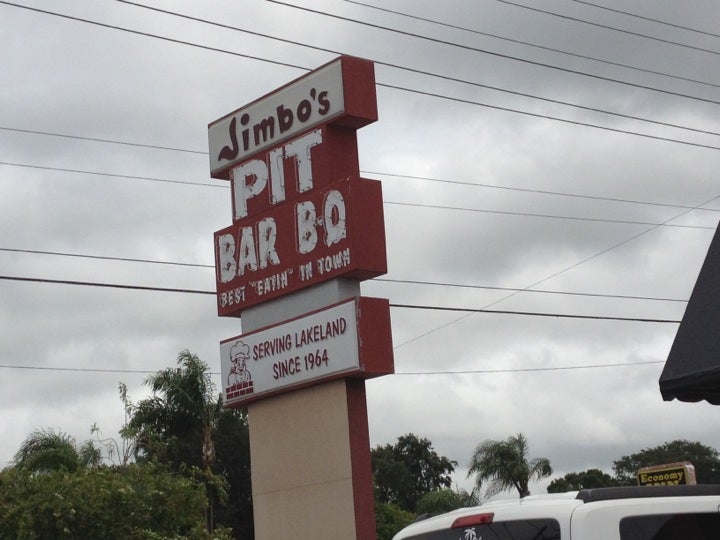 Jimbo's
PIT
BAR B-Q
BEST "EATIN" IN TOWN
SERVING LAKELAND
SINCE 1964
Economy